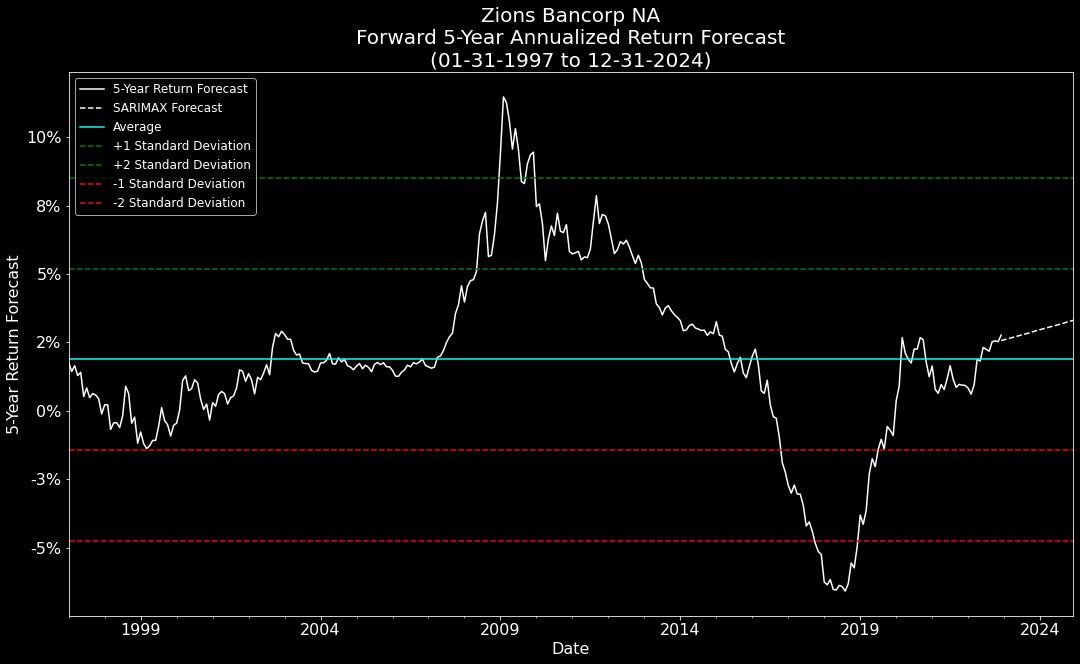 Zions Bancorp NA
Forward 5-Year Annualized Return Forecast
(01-31-1997 to 12-31-2024)
5-Year Return Forecast
SARIMAX Forecast
Average
+1 Standard Deviation
+2 Standard Deviation
-1 Standard Deviation
-2 Standard Deviation
10%
8%
5%
2%
0%
-3%
-5%
5-Year Return Forecast
1999 2004 2009 2014 2019 2024
Date